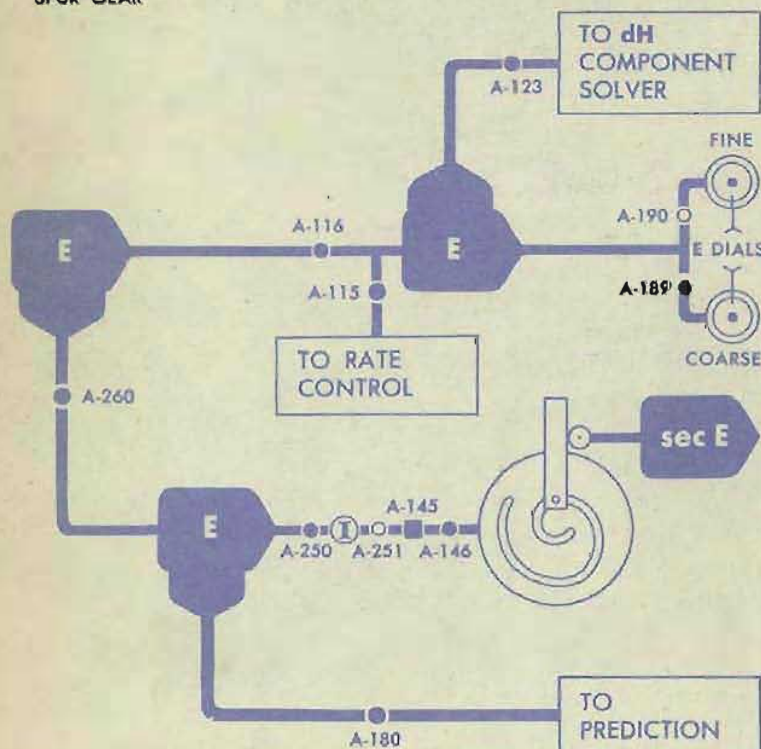 SPUR GEAR
TO dH
COMPONENT
SOLVER
A-123
FINE
A-190
E
A-116
E
E DIALS
A-115
A-189
TO RATE
CONTROL
COARSE
A-260
sec E
A-145
E
A-250
I
A-251
A-146
TO
PREDICTION
A-180